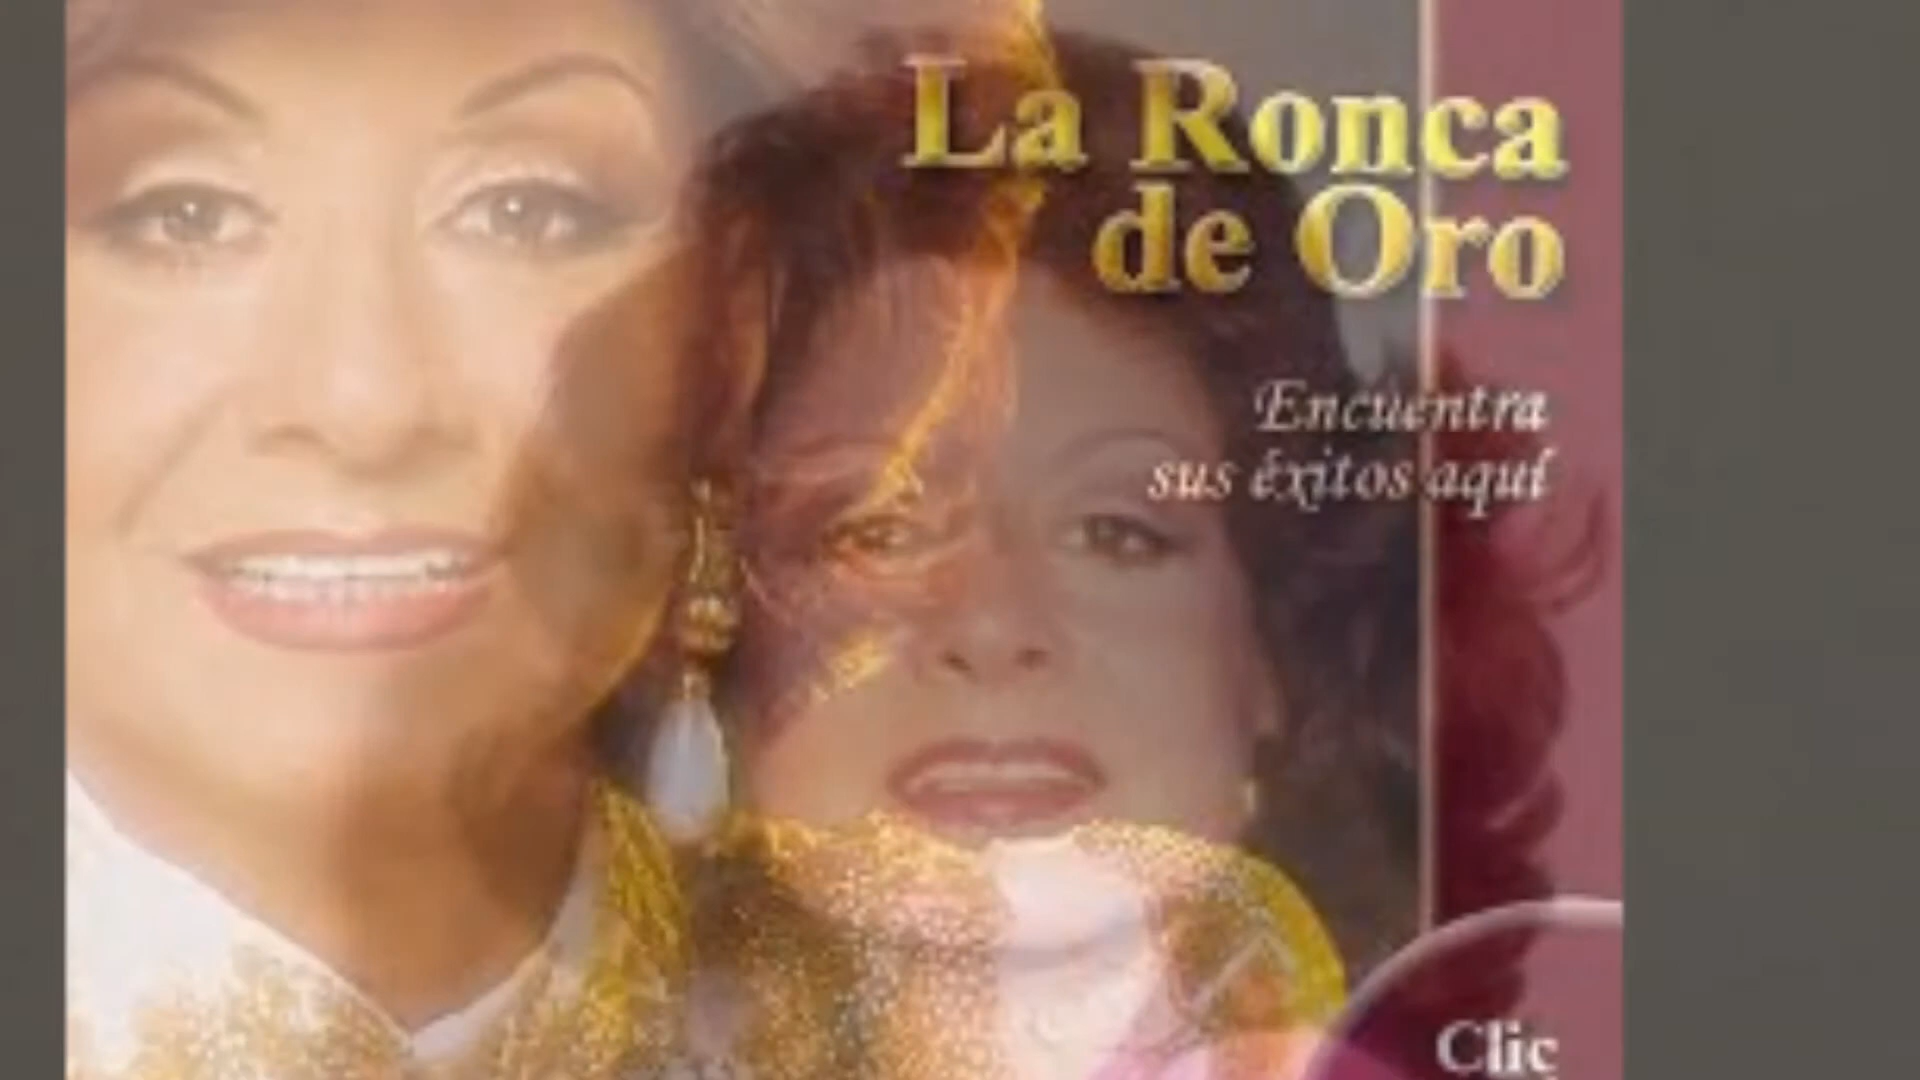 La Ronca
de Oro
Encuentra
sus éxitos aquí
Clic